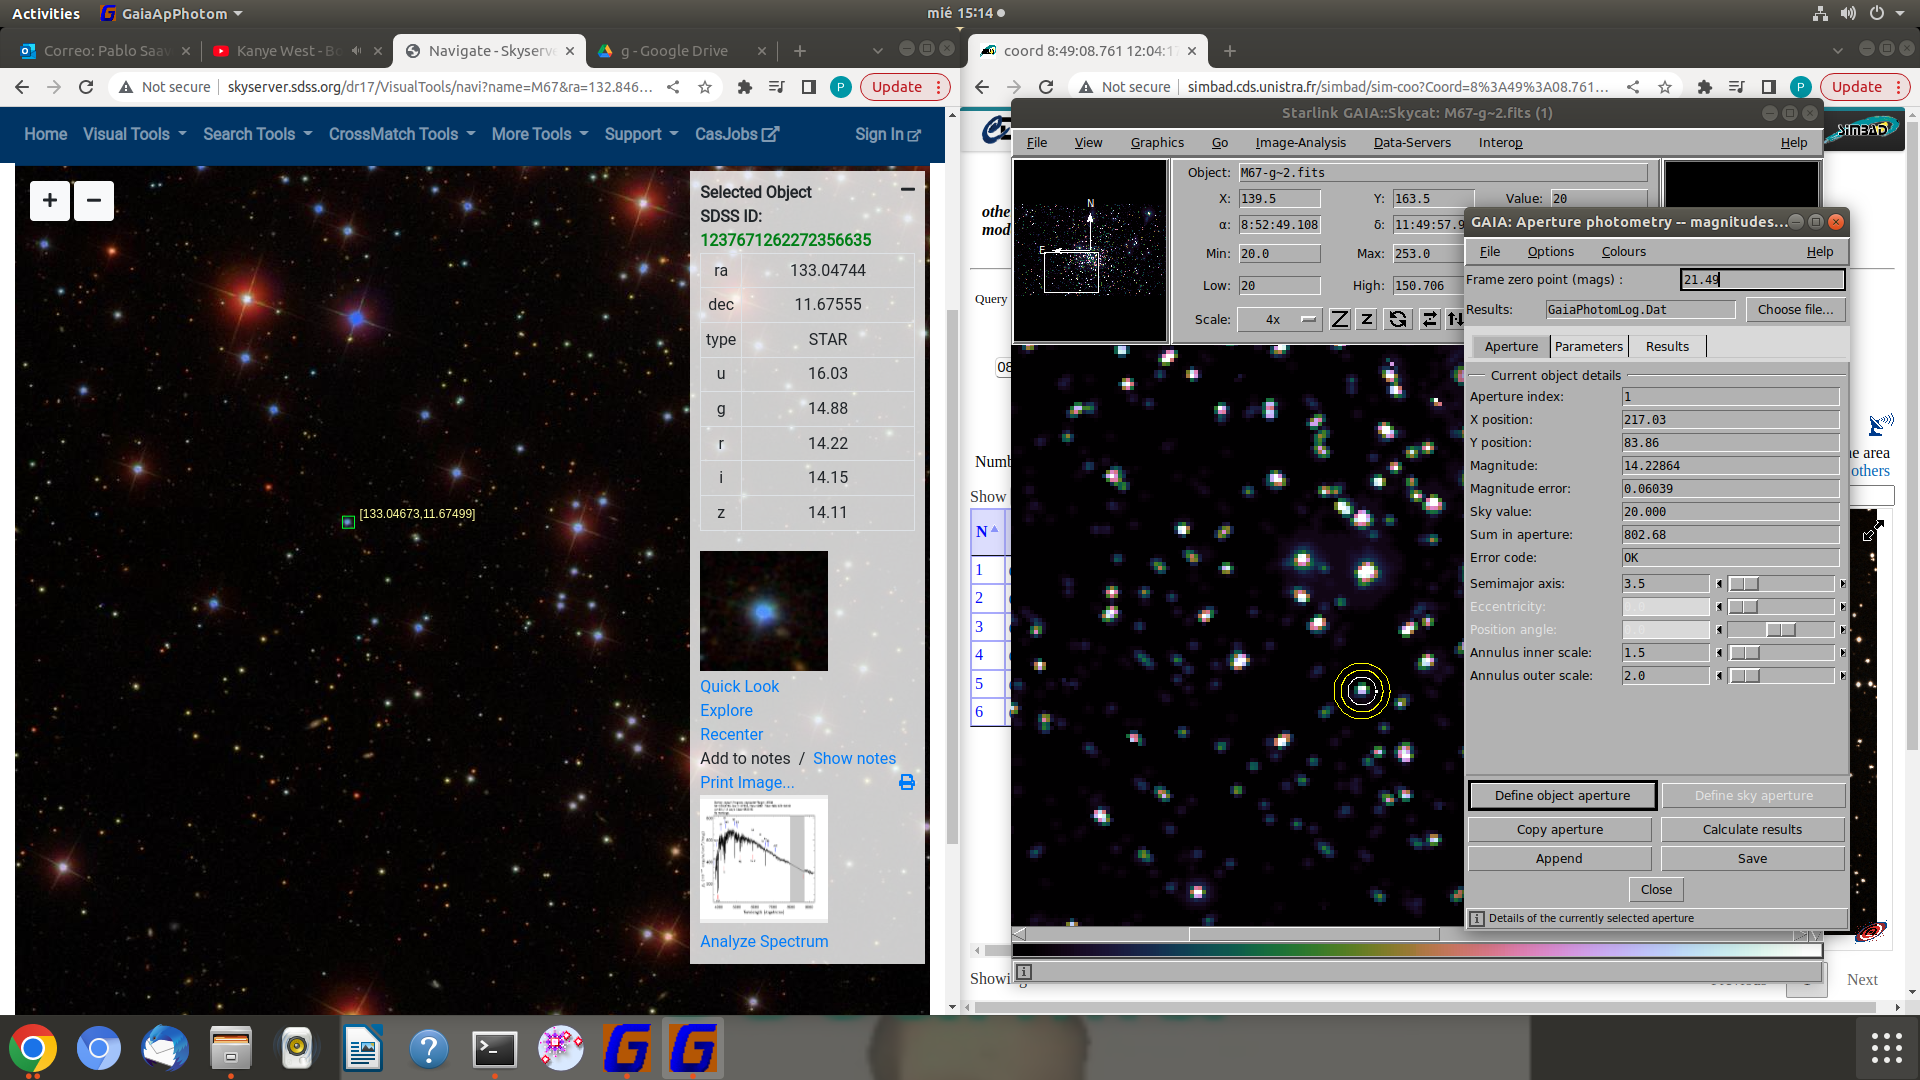 Activities
GaiaApPhotom
mié 15:14
Correo: Pablo Saav
Kanye West - Bo
Navigate - Skyserve
g - Google Drive
coord 8:49:08.761 12:04:1
Not secure
skyserver.sdss.org/dr17/VisualTools/navi?name=M67&ra=132.846...
P
Update
Not secure
simbad.cds.unistra.fr/simbad/sim-coo?Coord=8%3A49%3A08.761...
P
Update
Home
Visual Tools
Search Tools
CrossMatch Tools
More Tools
Support
CasJobs
Sign In
+
−
[133.04673,11.67499]
Selected Object
SDSS ID:
1237671262272356635
ra 133.04744
dec 11.67555
type STAR
u 16.03
g 14.88
r 14.22
i 14.15
z 14.11
Quick Look
Explore
Recenter
Add to notes / Show notes
Print Image...
Analyze Spectrum
SIMBAD
othe
mod
Query
08
Numb
Show
N
1
2
3
4
5
6
Showing
Next
e area
others
Starlink GAIA::Skycat: M67-g~2.fits (1)
File
View
Graphics
Go
Image-Analysis
Data-Servers
Interop
Help
N
E
Object: M67-g~2.fits
X: 139.5
Y: 163.5
Value: 20
α: 8:52:49.108
δ: 11:49:57.9
Min: 20.0
Max: 253.0
Low: 20
High: 150.706
Scale: 4x
Z
z
GAIA: Aperture photometry -- magnitudes...
File
Options
Colours
Help
Frame zero point (mags) : 21.49
Results: GaiaPhotomLog.Dat
Choose file...
Aperture
Parameters
Results
Current object details
Aperture index: 1
X position: 217.03
Y position: 83.86
Magnitude: 14.22864
Magnitude error: 0.06039
Sky value: 20.000
Sum in aperture: 802.68
Error code: OK
Semimajor axis: 3.5
Eccentricity: 0.0
Position angle: 0.0
Annulus inner scale: 1.5
Annulus outer scale: 2.0
Define object aperture
Define sky aperture
Copy aperture
Calculate results
Append
Save
Close
Details of the currently selected aperture